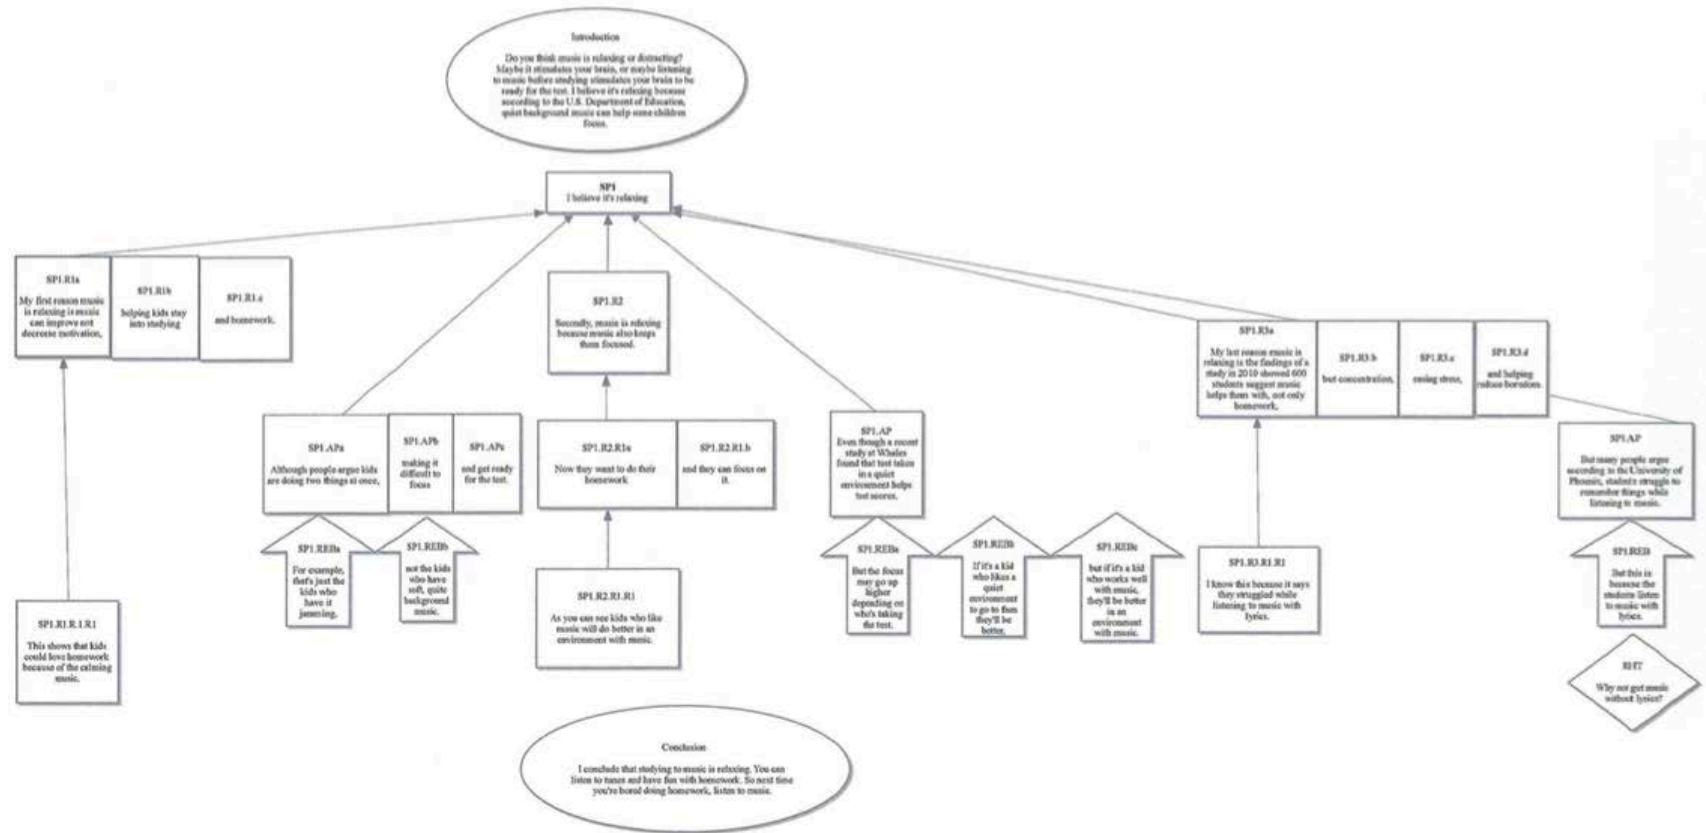 Introduction
Do you think music is relaxing or distracting?
Maybe it stimulates your brain, or maybe listening
to music before studying stimulates your brain to be
ready for the test. I believe it's relaxing because
according to the U.S. Department of Education,
quiet background music can help some children
focus.
SP1
I believe it's relaxing
SP1.R1a
My first reason music
is relaxing is music
can improve not
decrease motivation,
SP1.R1b
helping kids stay
into studying
SP1.R1.c
and homework.
SP1.R1.R.1.R1
This shows that kids
could love homework
because of the calming
music.
SP1.APa
Although people argue kids
are doing two things at once,
SP1.APb
making it
difficult to
focus
SP1.APc
and get ready
for the test.
SP1.REBa
For example,
that's just the
kids who
have it
jamming,
SP1.REBb
not the kids
who have
soft, quite
background
music.
SP1.R2
Secondly, music is relaxing
because music also keeps
them focused.
SP1.R2.R1a
Now they want to do their
homework
SP1.R2.R1.b
and they can focus on
it.
SP1.R2.R1.R1
As you can see kids who like
music will do better in an
environment with music.
SP1.AP
Even though a recent
study at Whales
found that test taken
in a quiet
environment helps
test scores.
SP1.REBa
But the focus
may go up
higher
depending on
who's taking
the test.
SP1.REBb
If it's a kid
who likes a
quiet
environment
to go to then
they'll be
better,
SP1.REBc
but if it's a kid
who works well
with music,
they'll be better
in an
environment
with music.
SP1.R3a
My last reason music is
relaxing is the findings of a
study in 2010 showed 600
students suggest music
helps them with, not only
homework,
SP1.R3.b
but concentration,
SP1.R3.c
easing stress,
SP1.R3.d
and helping
reduce boredom.
SP1.R3.R1.R1
I know this because it says
they struggled while
listening to music with
lyrics.
SP1.AP
But many people argue
according to the University of
Phoenix, students struggle to
remember things while
listening to music.
SP1.REB
But this is
because the
students listen
to music with
lyrics.
RHT
Why not get music
without lyrics?
Conclusion
I conclude that studying to music is relaxing. You can
listen to tunes and have fun with homework. So next time
you're bored doing homework, listen to music.